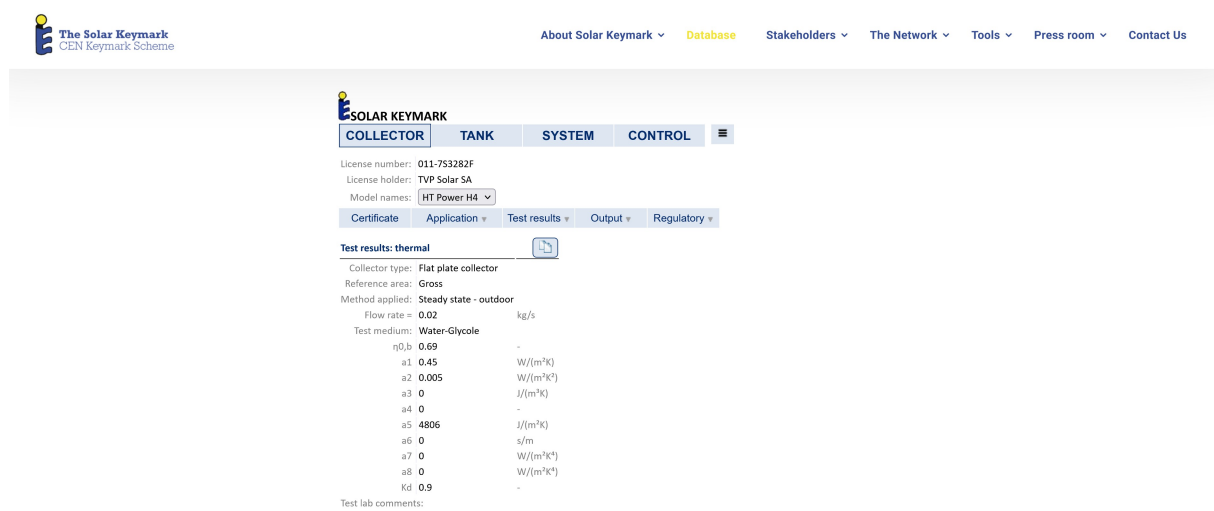 The Solar Keymark
CEN Keymark Scheme
About Solar Keymark Database Stakeholders The Network Tools Press room Contact Us
SOLAR KEYMARK
COLLECTOR TANK SYSTEM CONTROL
License number: 011-7S3282F
License holder: TVP Solar SA
Model names: HT Power H4
Certificate Application Test results Output Regulatory
Test results: thermal
Collector type: Flat plate collector
Reference area: Gross
Method applied: Steady state - outdoor
Flow rate = 0.02 kg/s
Test medium: Water-Glycole
η0,b 0.69 -
a1 0.45 W/(m²K)
a2 0.005 W/(m²K²)
a3 0 J/(m³K)
a4 0 -
a5 4806 J/(m²K)
a6 0 s/m
a7 0 W/(m²K⁴)
a8 0 W/(m²K⁴)
Kd 0.9 -
Test lab comments: